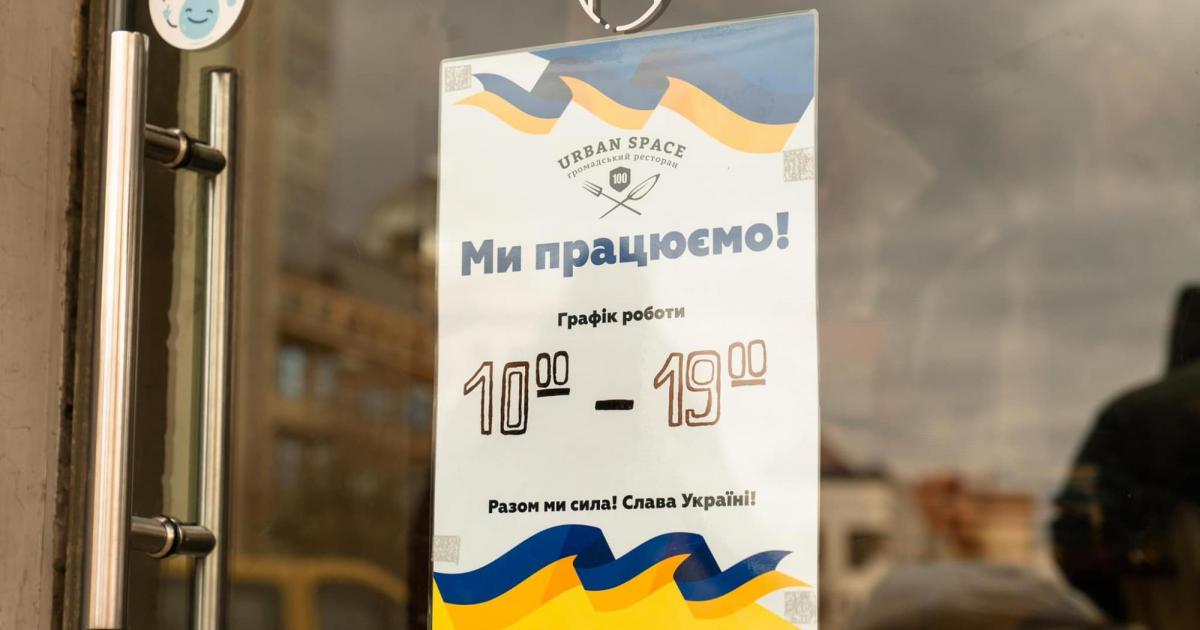 URBAN SPACE
громадський ресторан
100
Ми працюємо!
Графік роботи
10⁰⁰ – 19⁰⁰
Разом ми сила! Слава Україні!